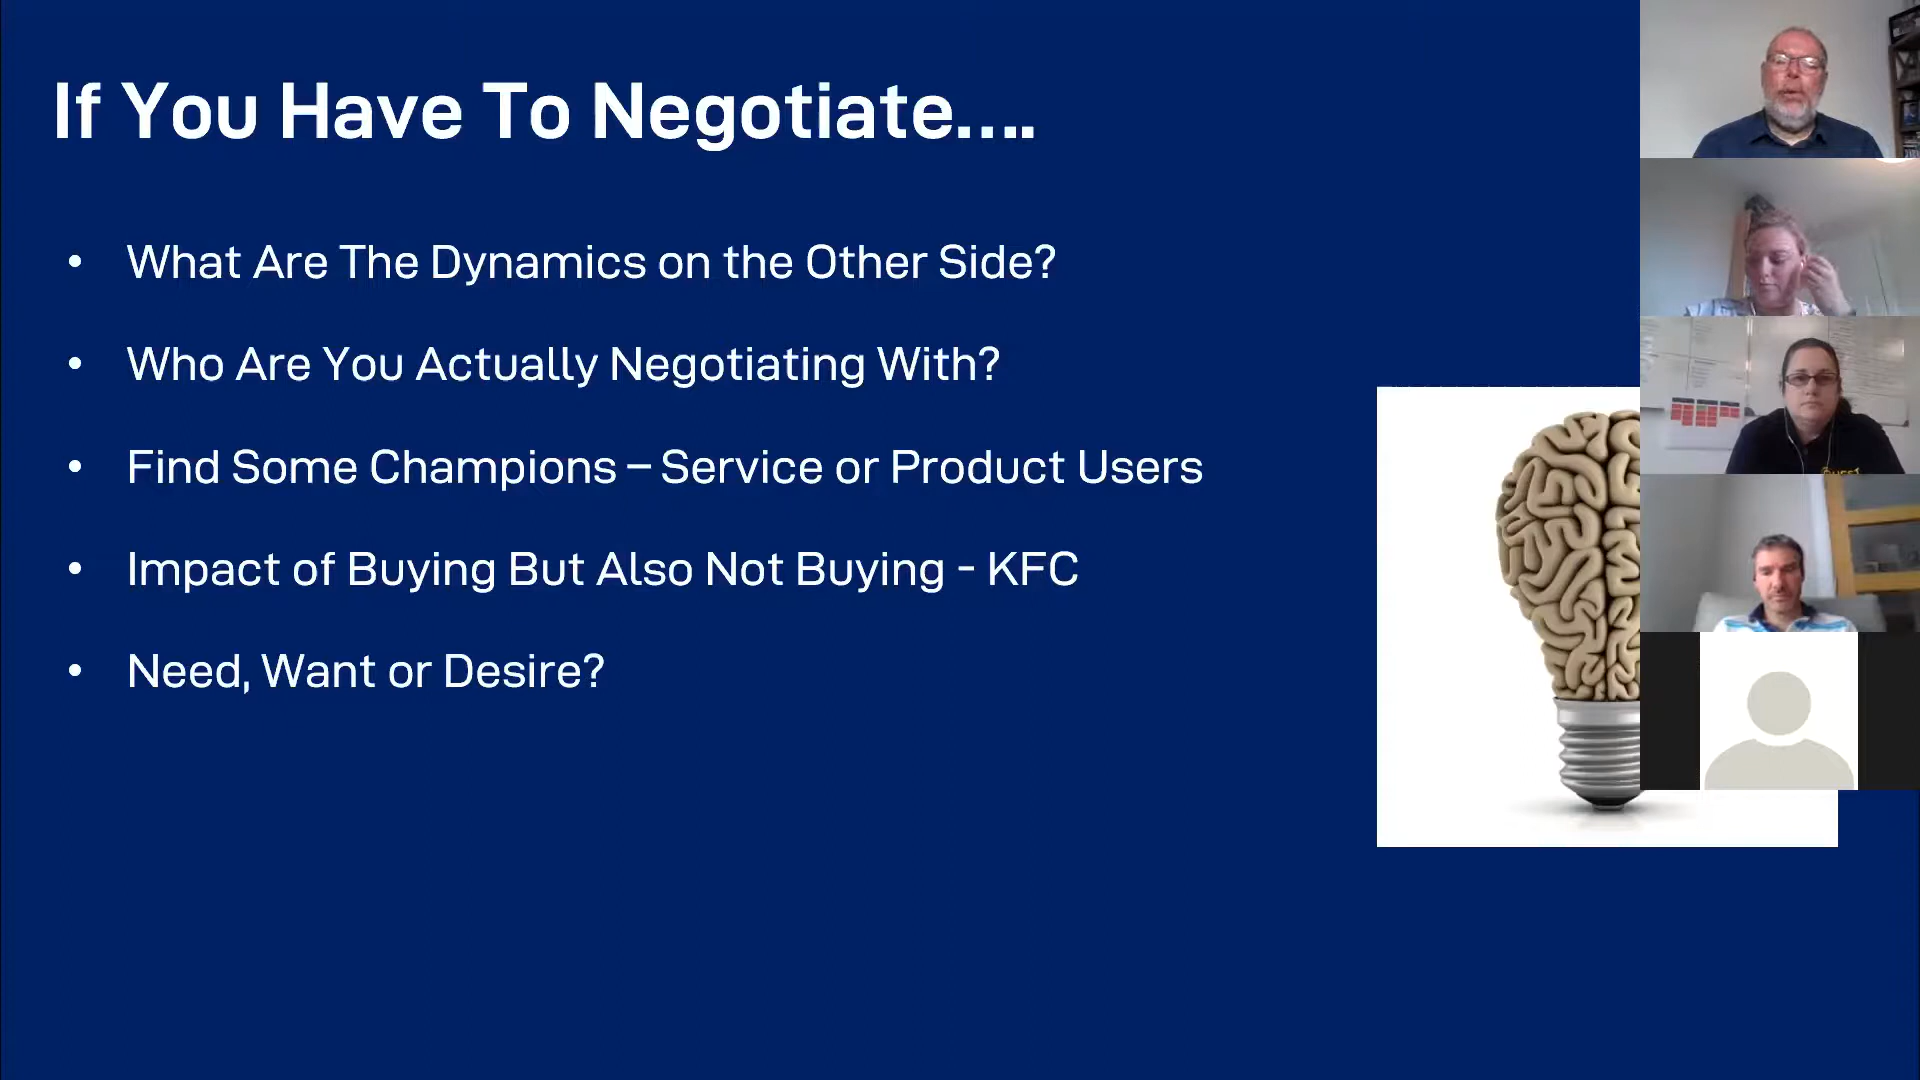 If You Have To Negotiate....
• What Are The Dynamics on the Other Side?
• Who Are You Actually Negotiating With?
• Find Some Champions – Service or Product Users
• Impact of Buying But Also Not Buying - KFC
• Need, Want or Desire?